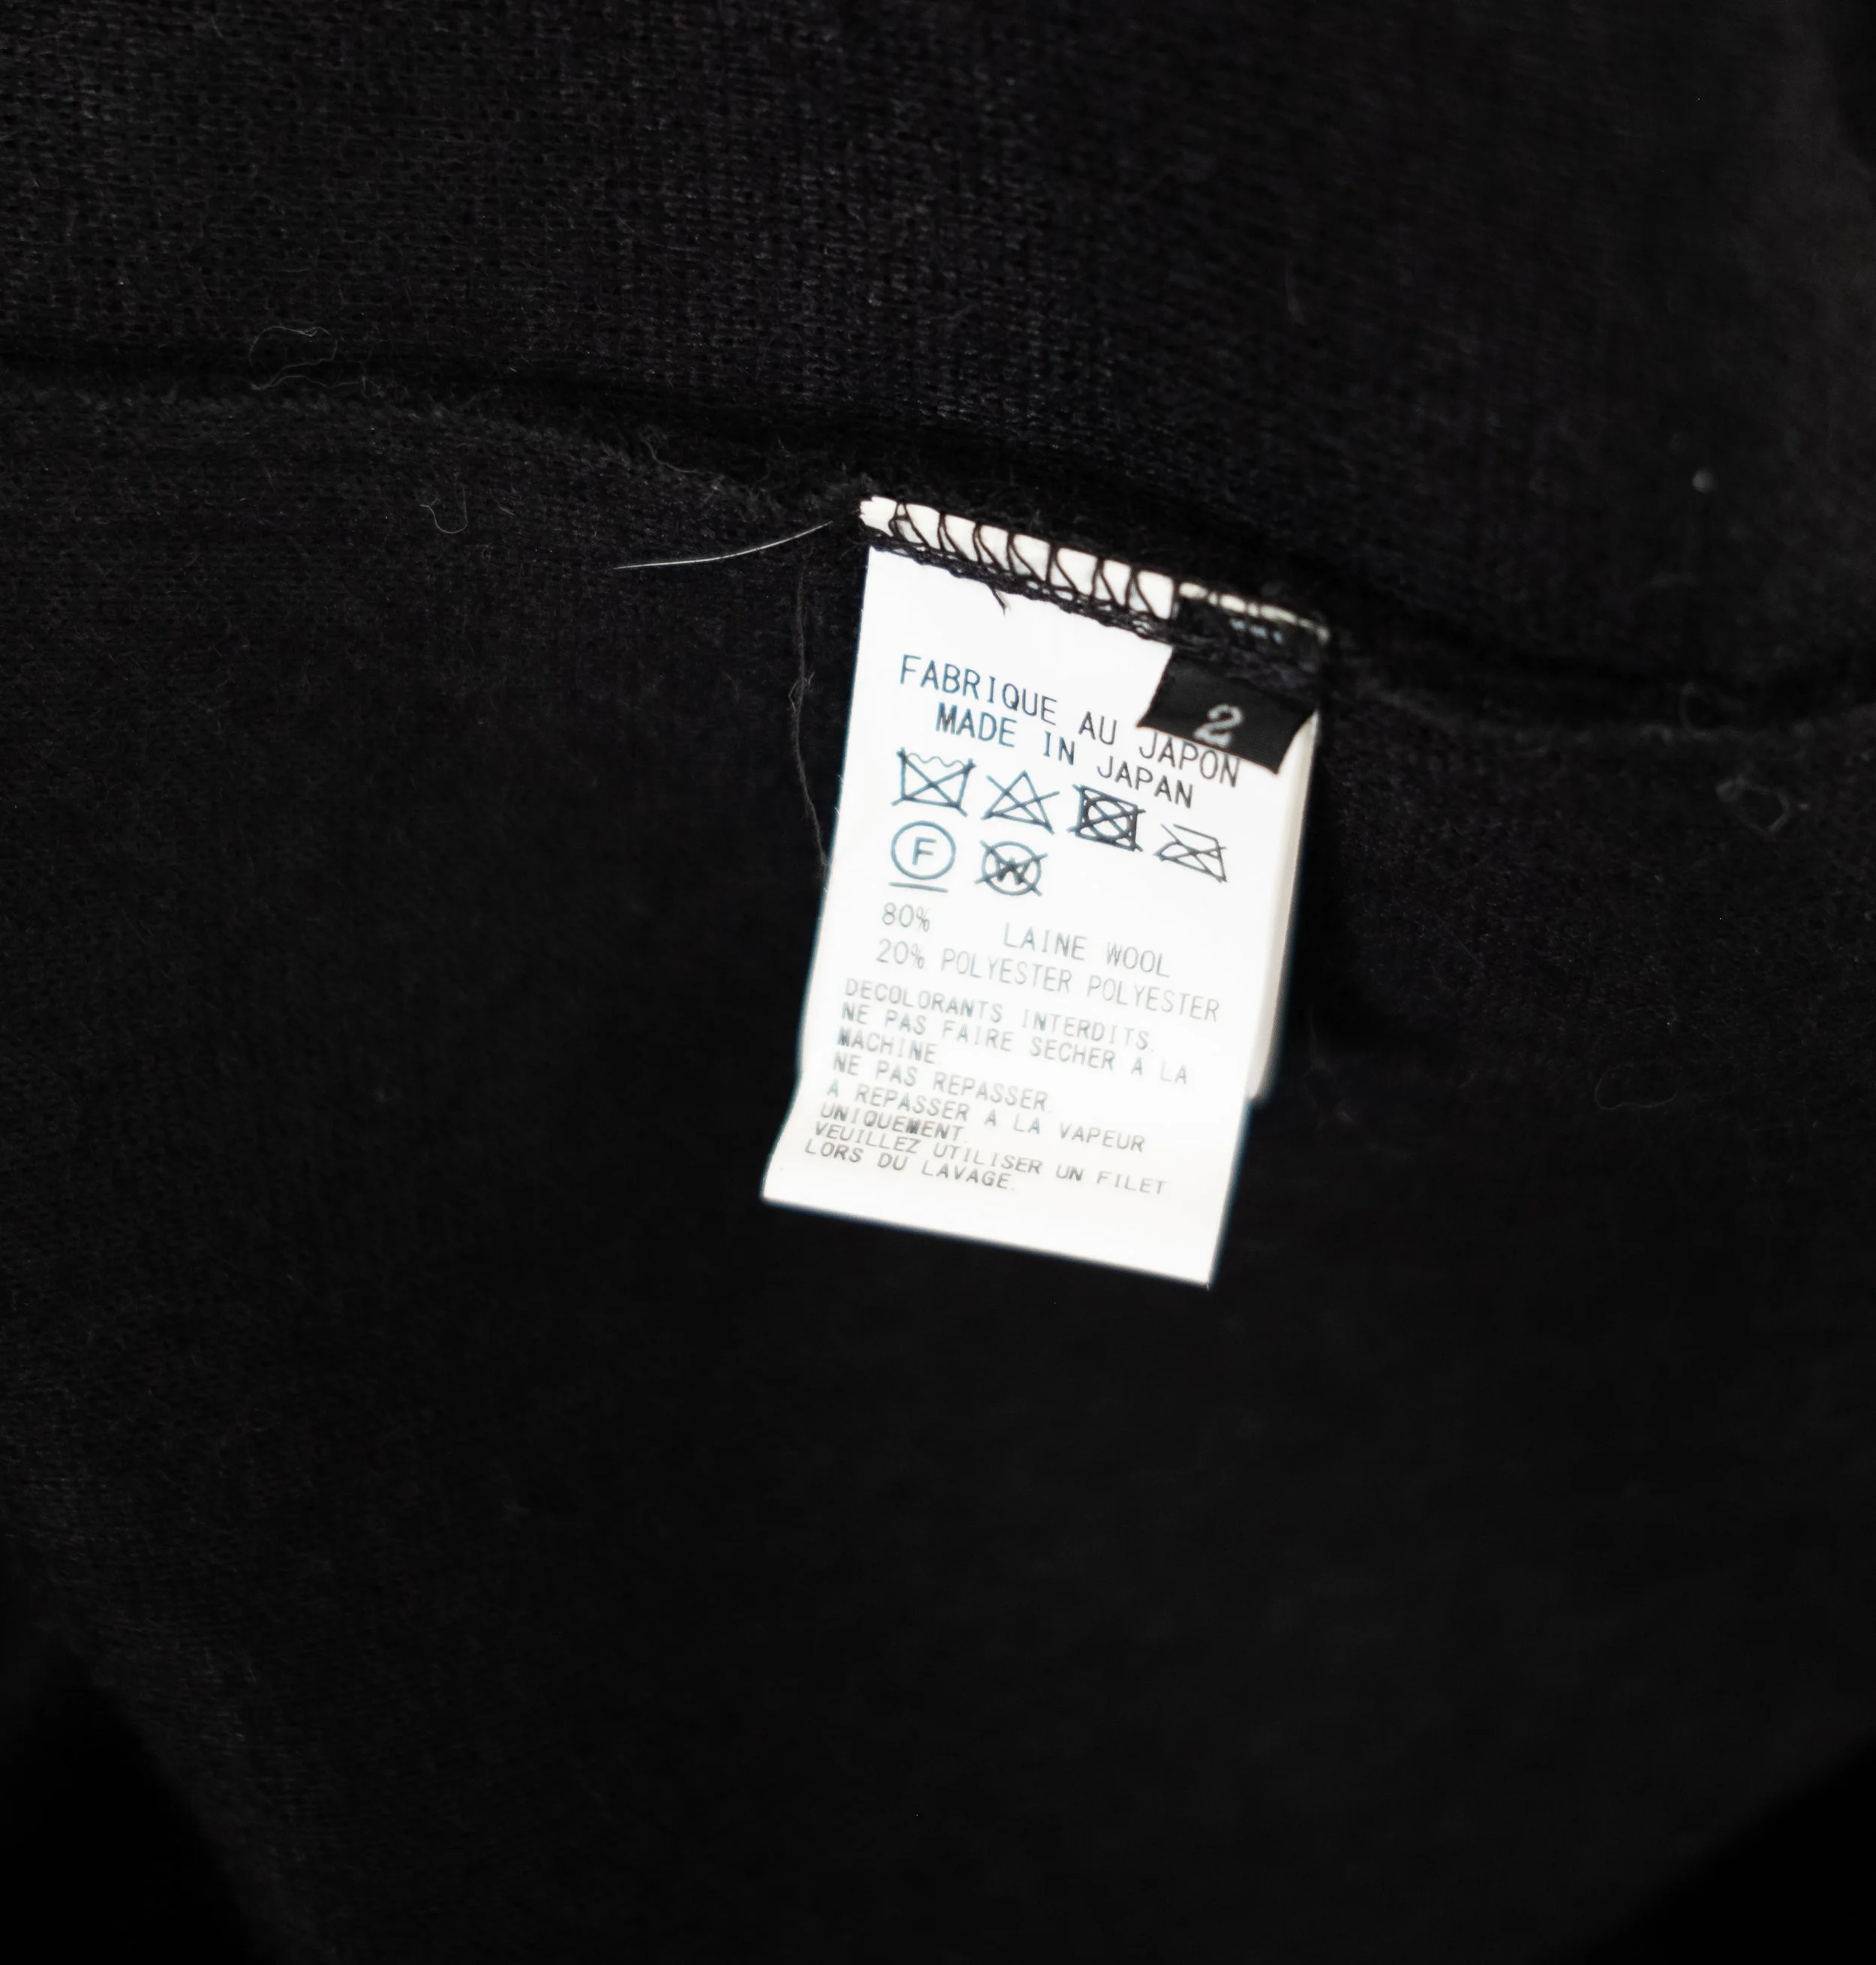 2
FABRIQUE AU JAPON
MADE IN JAPAN
F W
80% LAINE WOOL
20% POLYESTER POLYESTER
DECOLORANTS INTERDITS.
NE PAS FAIRE SECHER A LA
MACHINE.
NE PAS REPASSER.
A REPASSER A LA VAPEUR
UNIQUEMENT.
VEUILLEZ UTILISER UN FILET
LORS DU LAVAGE.